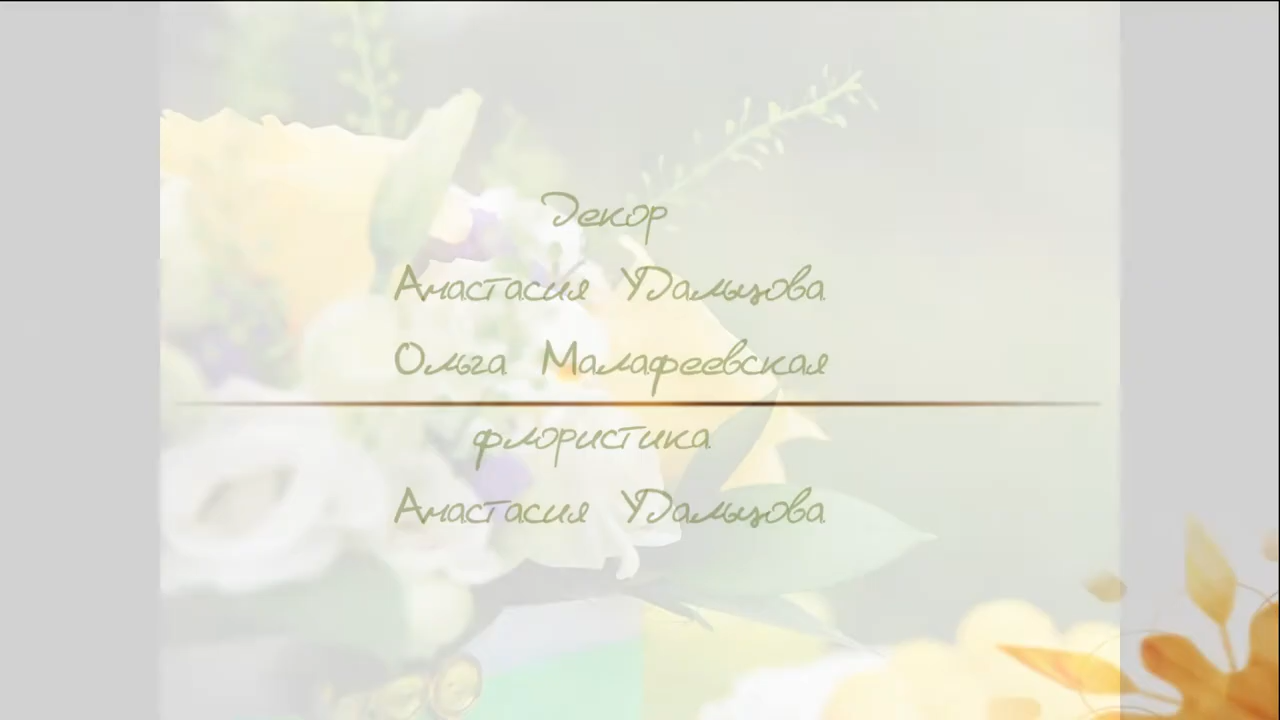 Декор
Анастасия Удальцова
Ольга Малафеевская
флористика
Анастасия Удальцова